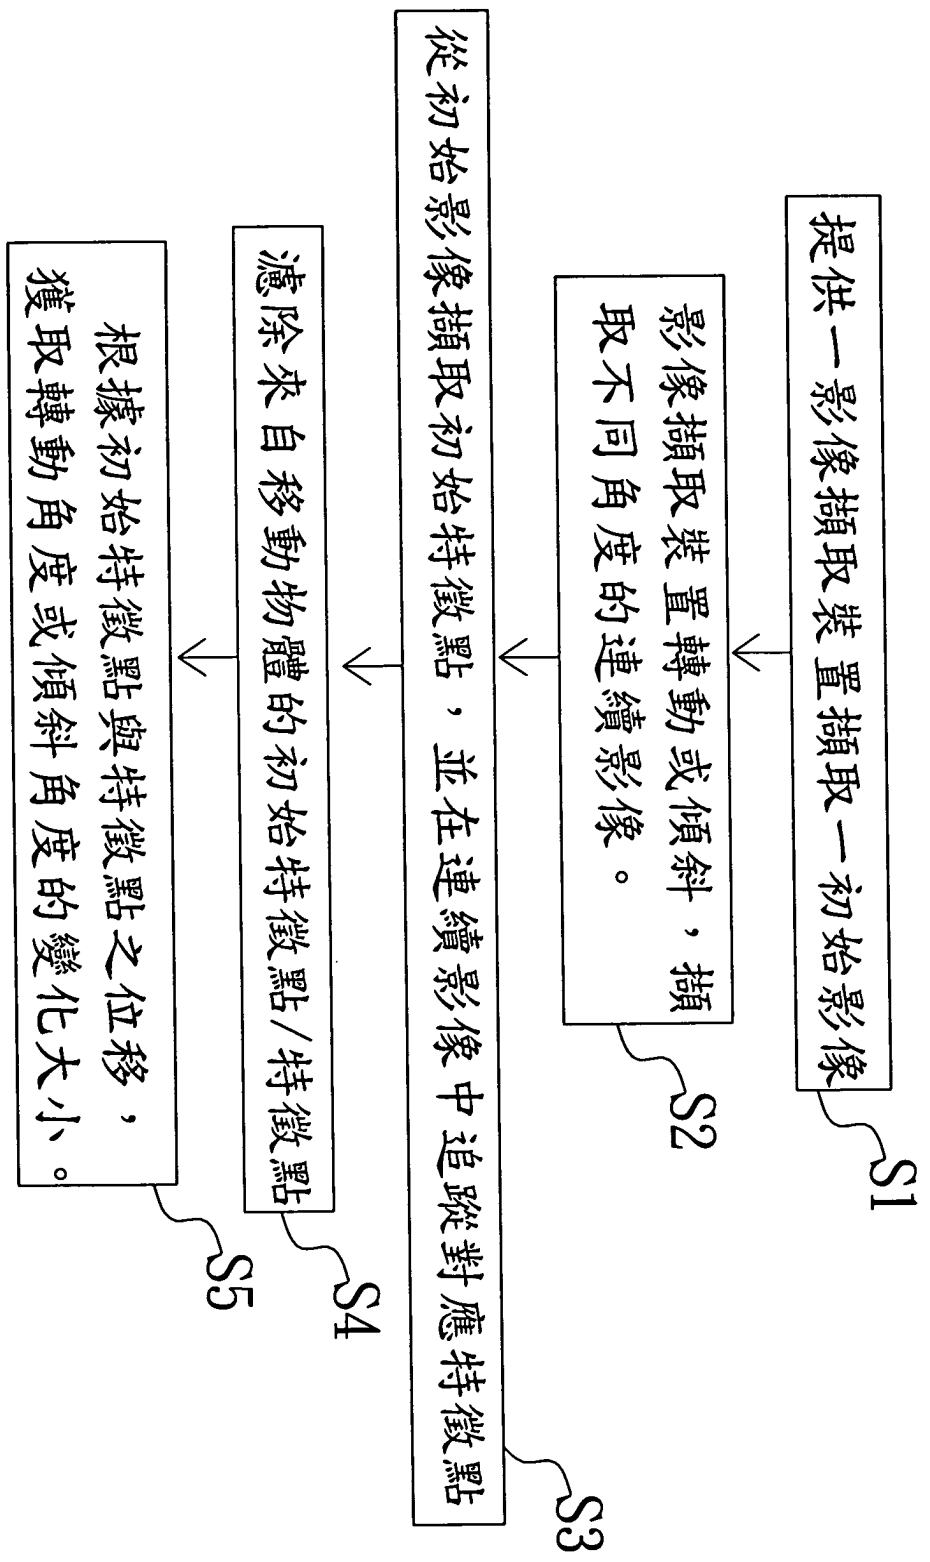 提供一影像擷取裝置擷取一初始影像
S1
影像擷取裝置轉動或傾斜，擷
取不同角度的連續影像。
S2
從初始影像擷取初始特徵點，並在連續影像中追蹤對應特徵點
S3
濾除來自移動物體的初始特徵點/特徵點
S4
根據初始特徵點與特徵點之位移，
獲取轉動角度或傾斜角度的變化大小。
S5